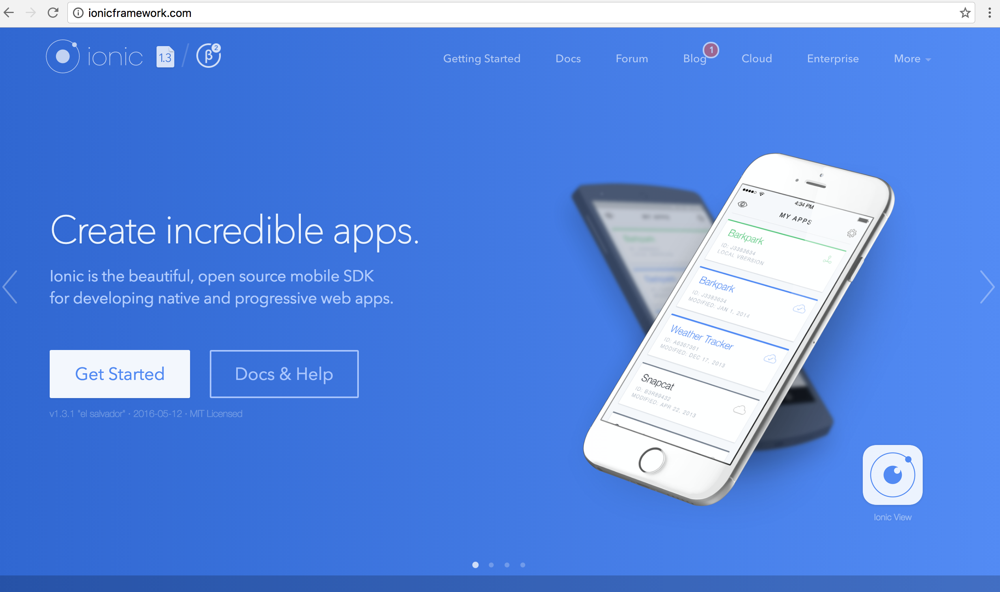 ionicframework.com
ionic 1.3 / β 2
Getting Started Docs Forum Blog 1 Cloud Enterprise More
Create incredible apps.
Ionic is the beautiful, open source mobile SDK
for developing native and progressive web apps.
Get Started Docs & Help
v1.3.1 "el salvador" · 2016-05-12 · MIT Licensed
4:34 PM
MY APPS
Barkpark
ID: J3383634
LOCAL VBERSION
Barkpark
ID: J3383634
MODIFIED: JAN 1, 2014
Weather Tracker
ID: A6367361
MODIFIED: DEC 17, 2013
Snapcat
ID: B3R89432
MODIFIED: APR 22, 2013
Ionic View